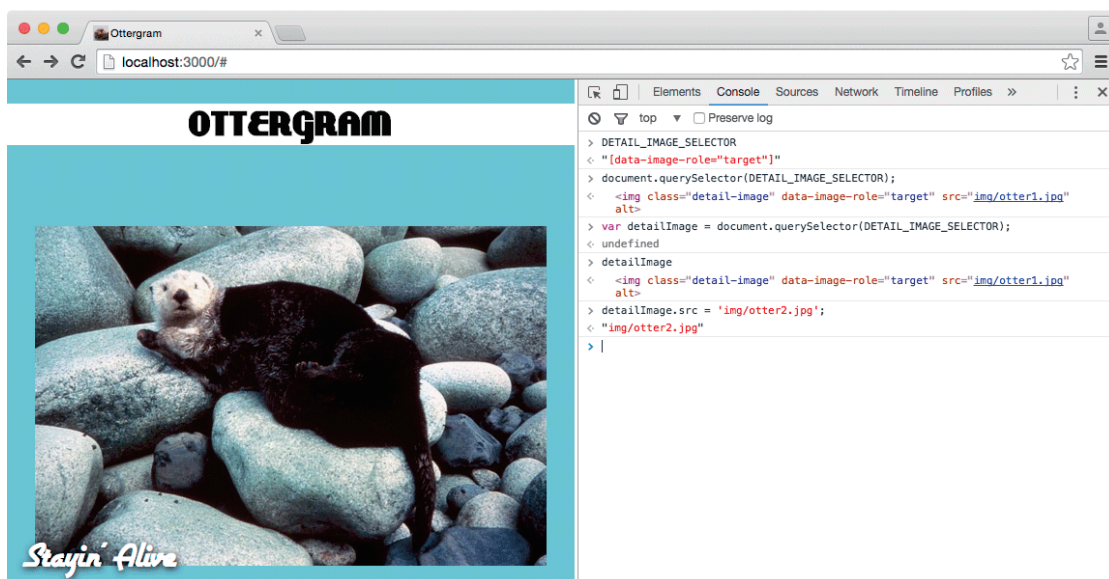 Ottergram
localhost:3000/#
OTTERGRAM
Stayin' Alive
Elements Console Sources Network Timeline Profiles »
top ▼ Preserve log
> DETAIL_IMAGE_SELECTOR
< "[data-image-role="target"]"
> document.querySelector(DETAIL_IMAGE_SELECTOR);
< <img class="detail-image" data-image-role="target" src="img/otter1.jpg"
alt>
> var detailImage = document.querySelector(DETAIL_IMAGE_SELECTOR);
< undefined
> detailImage
< <img class="detail-image" data-image-role="target" src="img/otter1.jpg"
alt>
> detailImage.src = 'img/otter2.jpg';
< "img/otter2.jpg"
>